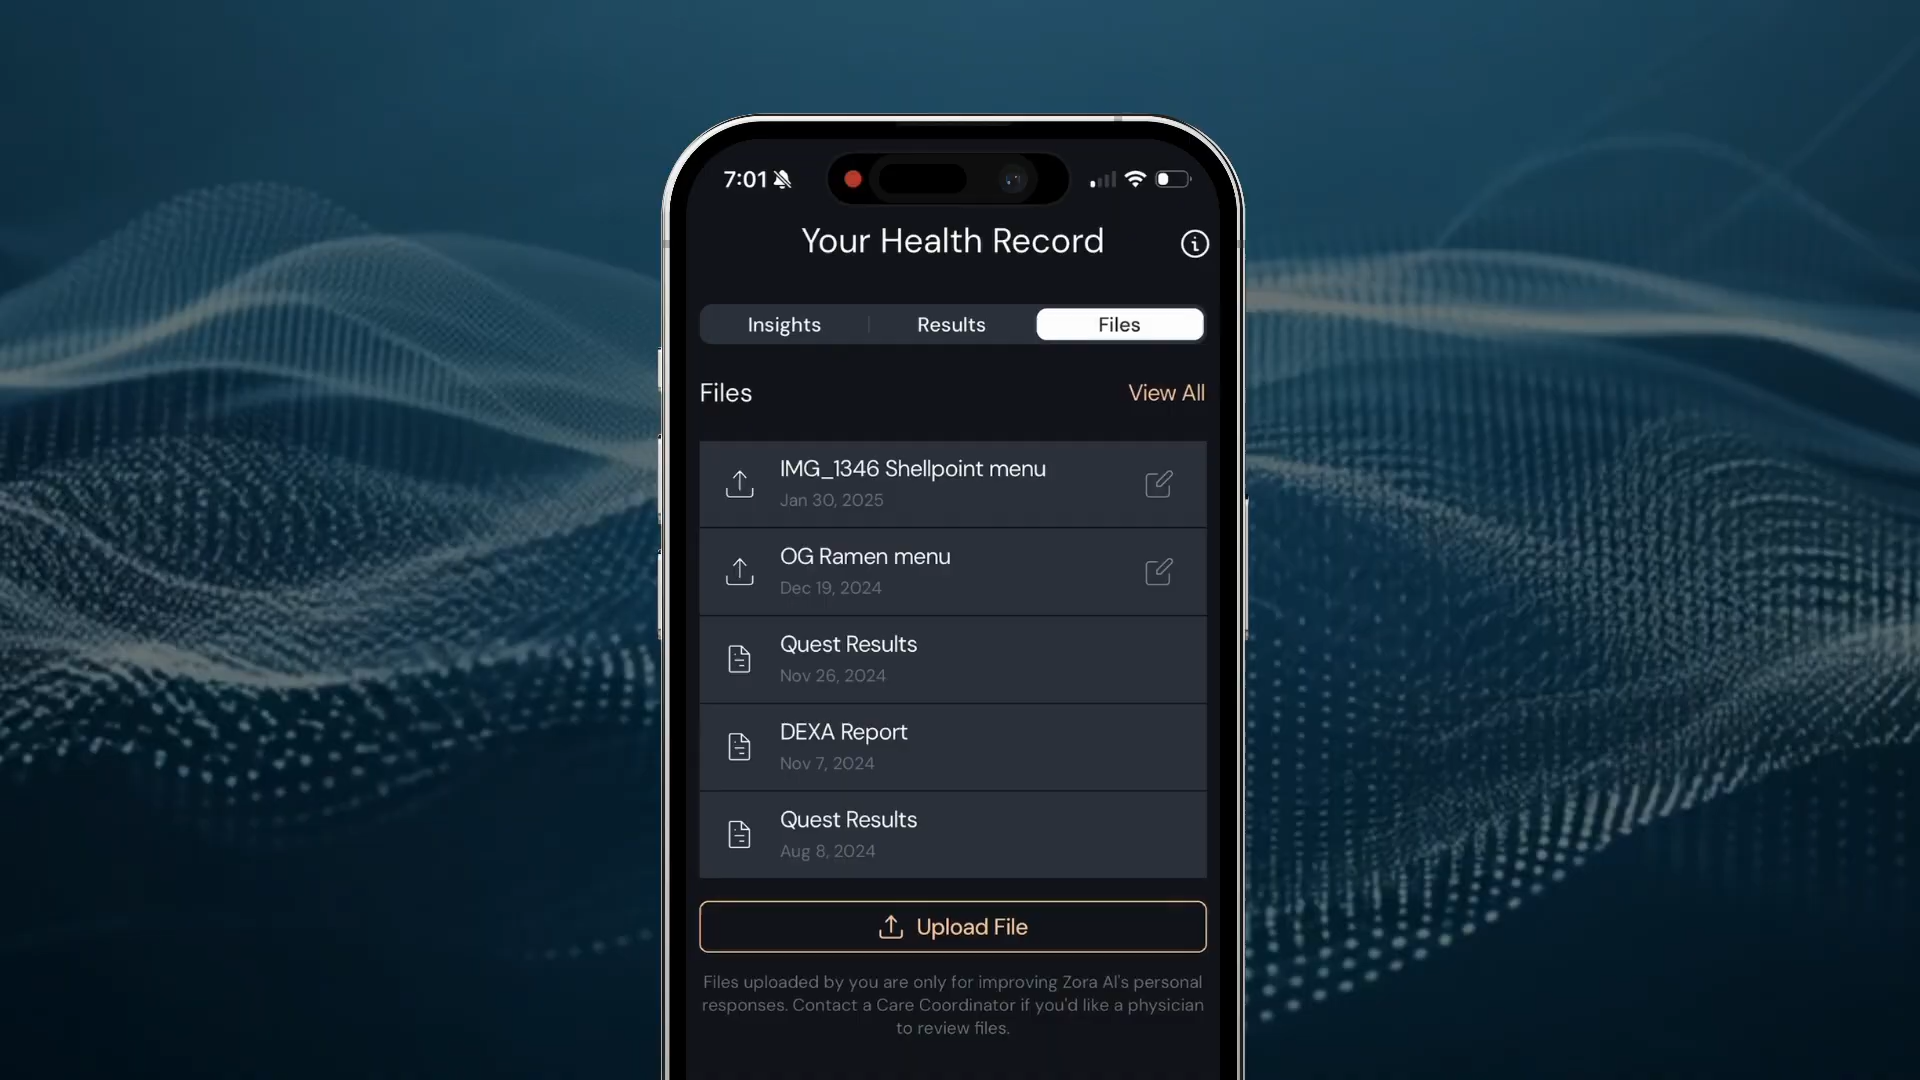 7:01
Your Health Record
Insights
Results
Files
Files
View All
IMG_1346 Shellpoint menu
Jan 30, 2025
OG Ramen menu
Dec 19, 2024
Quest Results
Nov 26, 2024
DEXA Report
Nov 7, 2024
Quest Results
Aug 8, 2024
Upload File
Files uploaded by you are only for improving Zora AI's personal
responses. Contact a Care Coordinator if you'd like a physician
to review files.